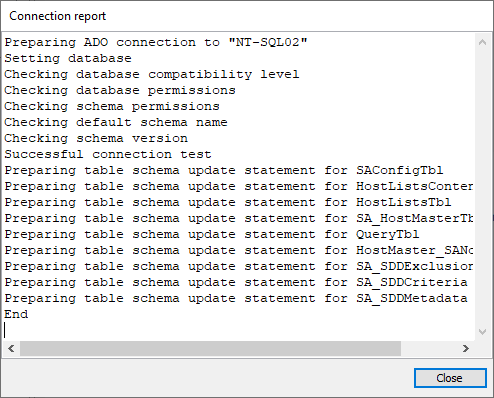 Connection report
Preparing ADO connection to "NT-SQL02"
Setting database
Checking database compatibility level
Checking database permissions
Checking schema permissions
Checking default schema name
Checking schema version
Successful connection test
Preparing table schema update statement for SAConfigTbl
Preparing table schema update statement for HostListsConten
Preparing table schema update statement for HostListsTbl
Preparing table schema update statement for SA_HostMasterTb
Preparing table schema update statement for QueryTbl
Preparing table schema update statement for HostMaster_SANo
Preparing table schema update statement for SA_SDDExclusion
Preparing table schema update statement for SA_SDDCriteria
Preparing table schema update statement for SA_SDDMetadata
End
Close